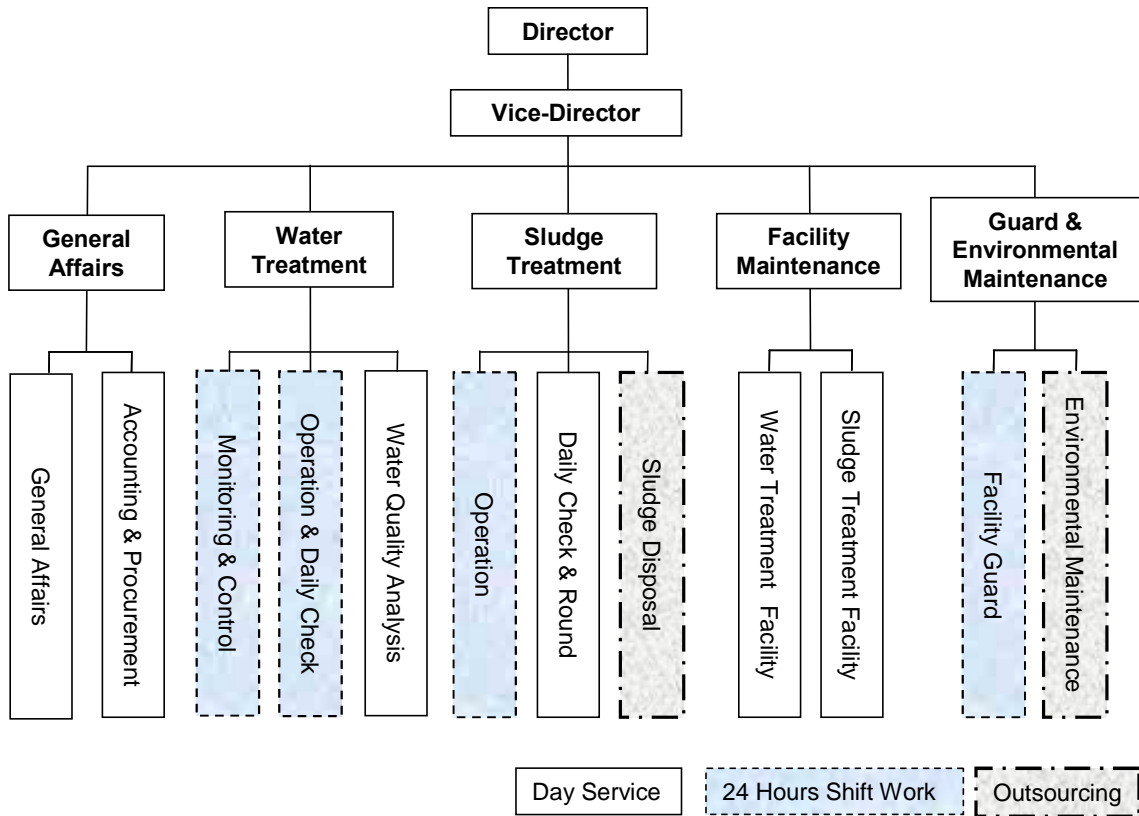 Director
Vice-Director
General
Affairs
Water
Treatment
Sludge
Treatment
Facility
Maintenance
Guard &
Environmental
Maintenance
General Affairs
Accounting & Procurement
Monitoring & Control
Operation & Daily Check
Water Quality Analysis
Operation
Daily Check & Round
Sludge Disposal
Water Treatment Facility
Sludge Treatment Facility
Facility Guard
Environmental Maintenance
Day Service
24 Hours Shift Work
Outsourcing